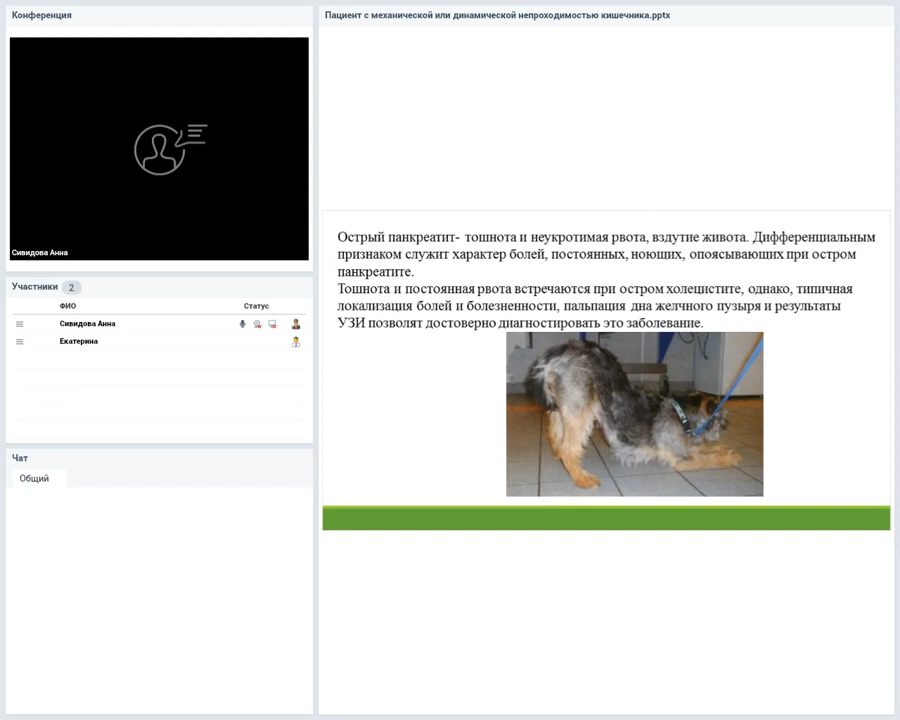 Конференция
Сивидова Анна
Участники 2
ФИО Статус
Сивидова Анна
Екатерина
Чат
Общий
Пациент с механической или динамической непроходимостью кишечника.pptx
Острый панкреатит- тошнота и неукротимая рвота, вздутие живота. Дифференциальным
признаком служит характер болей, постоянных, ноющих, опоясывающих при остром
панкреатите.
Тошнота и постоянная рвота встречаются при остром холецистите, однако, типичная
локализация болей и болезненности, пальпация дна желчного пузыря и результаты
УЗИ позволят достоверно диагностировать это заболевание.